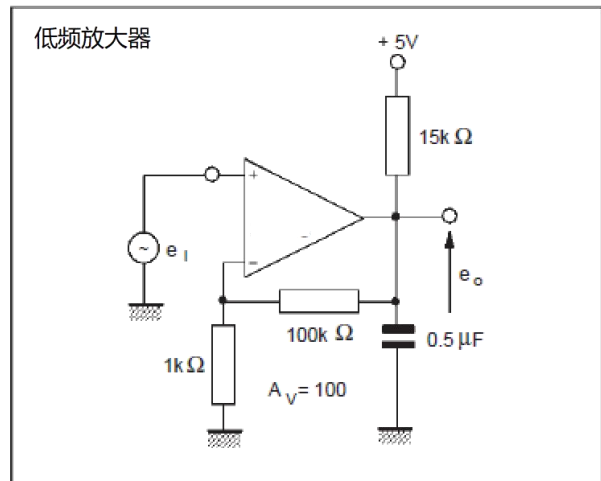 低频放大器
+ 5V
15k Ω
+
-
−
~
e I
e o
100k Ω
0.5 μF
1k Ω
A V = 100